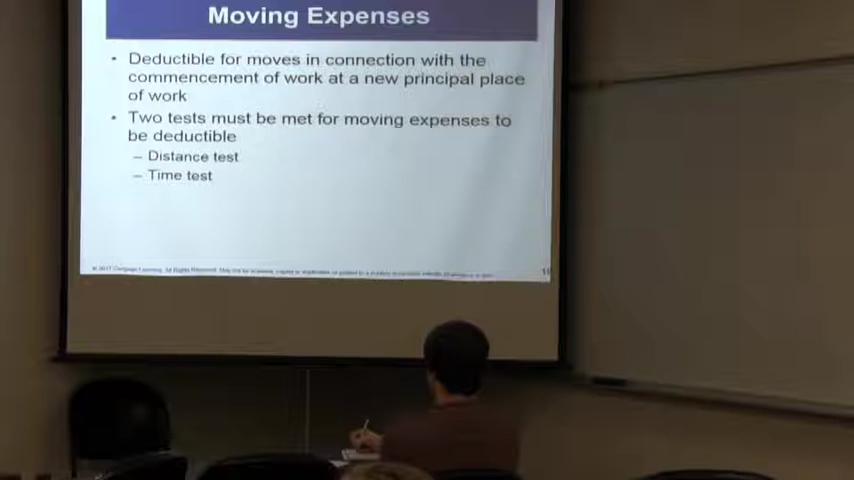 Moving Expenses
• Deductible for moves in connection with the
commencement of work at a new principal place
of work
• Two tests must be met for moving expenses to
be deductible
– Distance test
– Time test